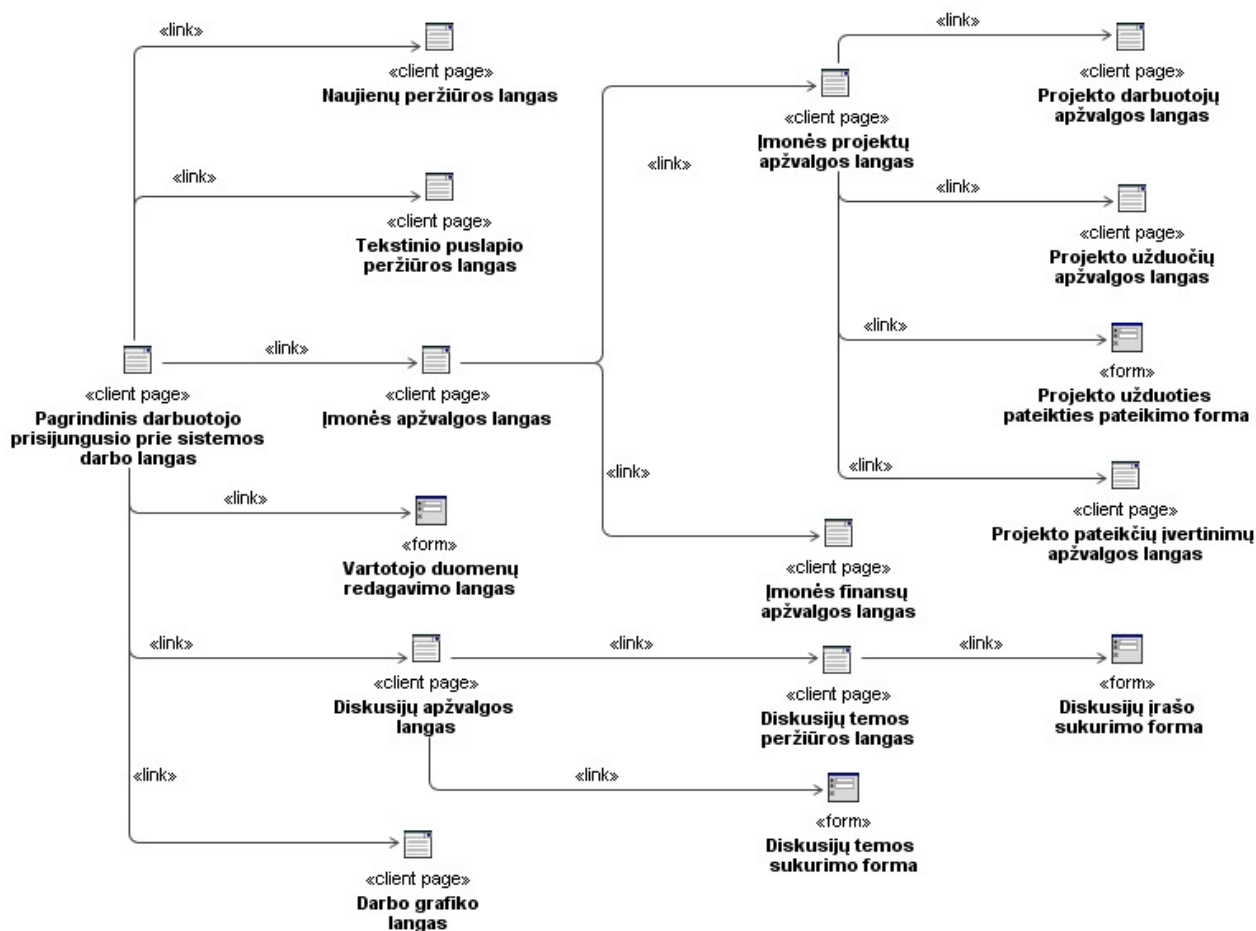 «link»
«client page»
Naujienų peržiūros langas
«link»
«client page»
Tekstinio puslapio
peržiūros langas
«client page»
Pagrindinis darbuotojo
prisijungusio prie sistemos
darbo langas
«link»
«client page»
Įmonės apžvalgos langas
«link»
«form»
Vartotojo duomenų
redagavimo langas
«link»
«client page»
Diskusijų apžvalgos
langas
«link»
«client page»
Darbo grafiko
langas
«link»
«client page»
Įmonės projektų
apžvalgos langas
«link»
«client page»
Įmonės finansų
apžvalgos langas
«link»
«client page»
Diskusijų temos
peržiūros langas
«link»
«form»
Diskusijų temos
sukurimo forma
«link»
«client page»
Projekto darbuotojų
apžvalgos langas
«link»
«client page»
Projekto užduočių
apžvalgos langas
«link»
«form»
Projekto užduoties
pateikties pateikimo forma
«link»
«client page»
Projekto pateikčių įvertinimų
apžvalgos langas
«link»
«form»
Diskusijų įrašo
sukurimo forma